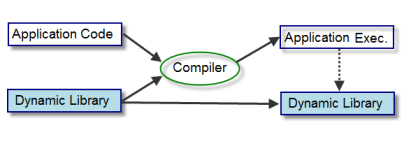 Application Code
Application Exec.
Compiler
Dynamic Library
Dynamic Library